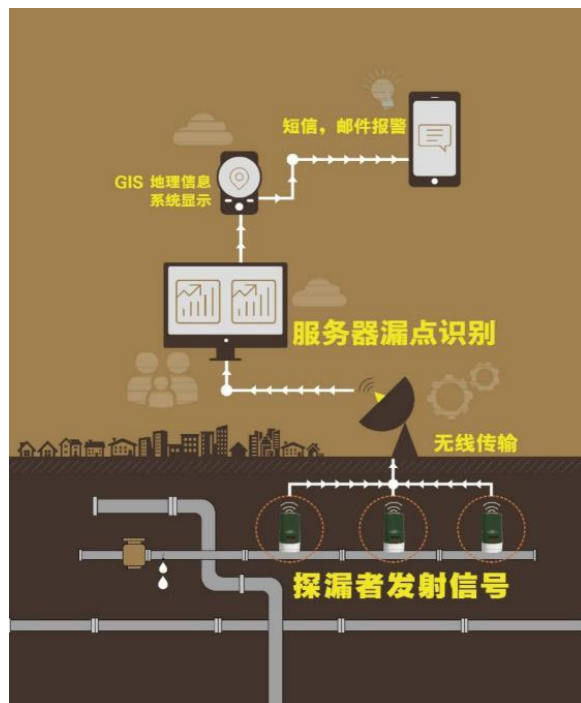 短信，邮件报警
GIS 地理信息
系统显示
服务器漏点识别
无线传输
探漏者发射信号